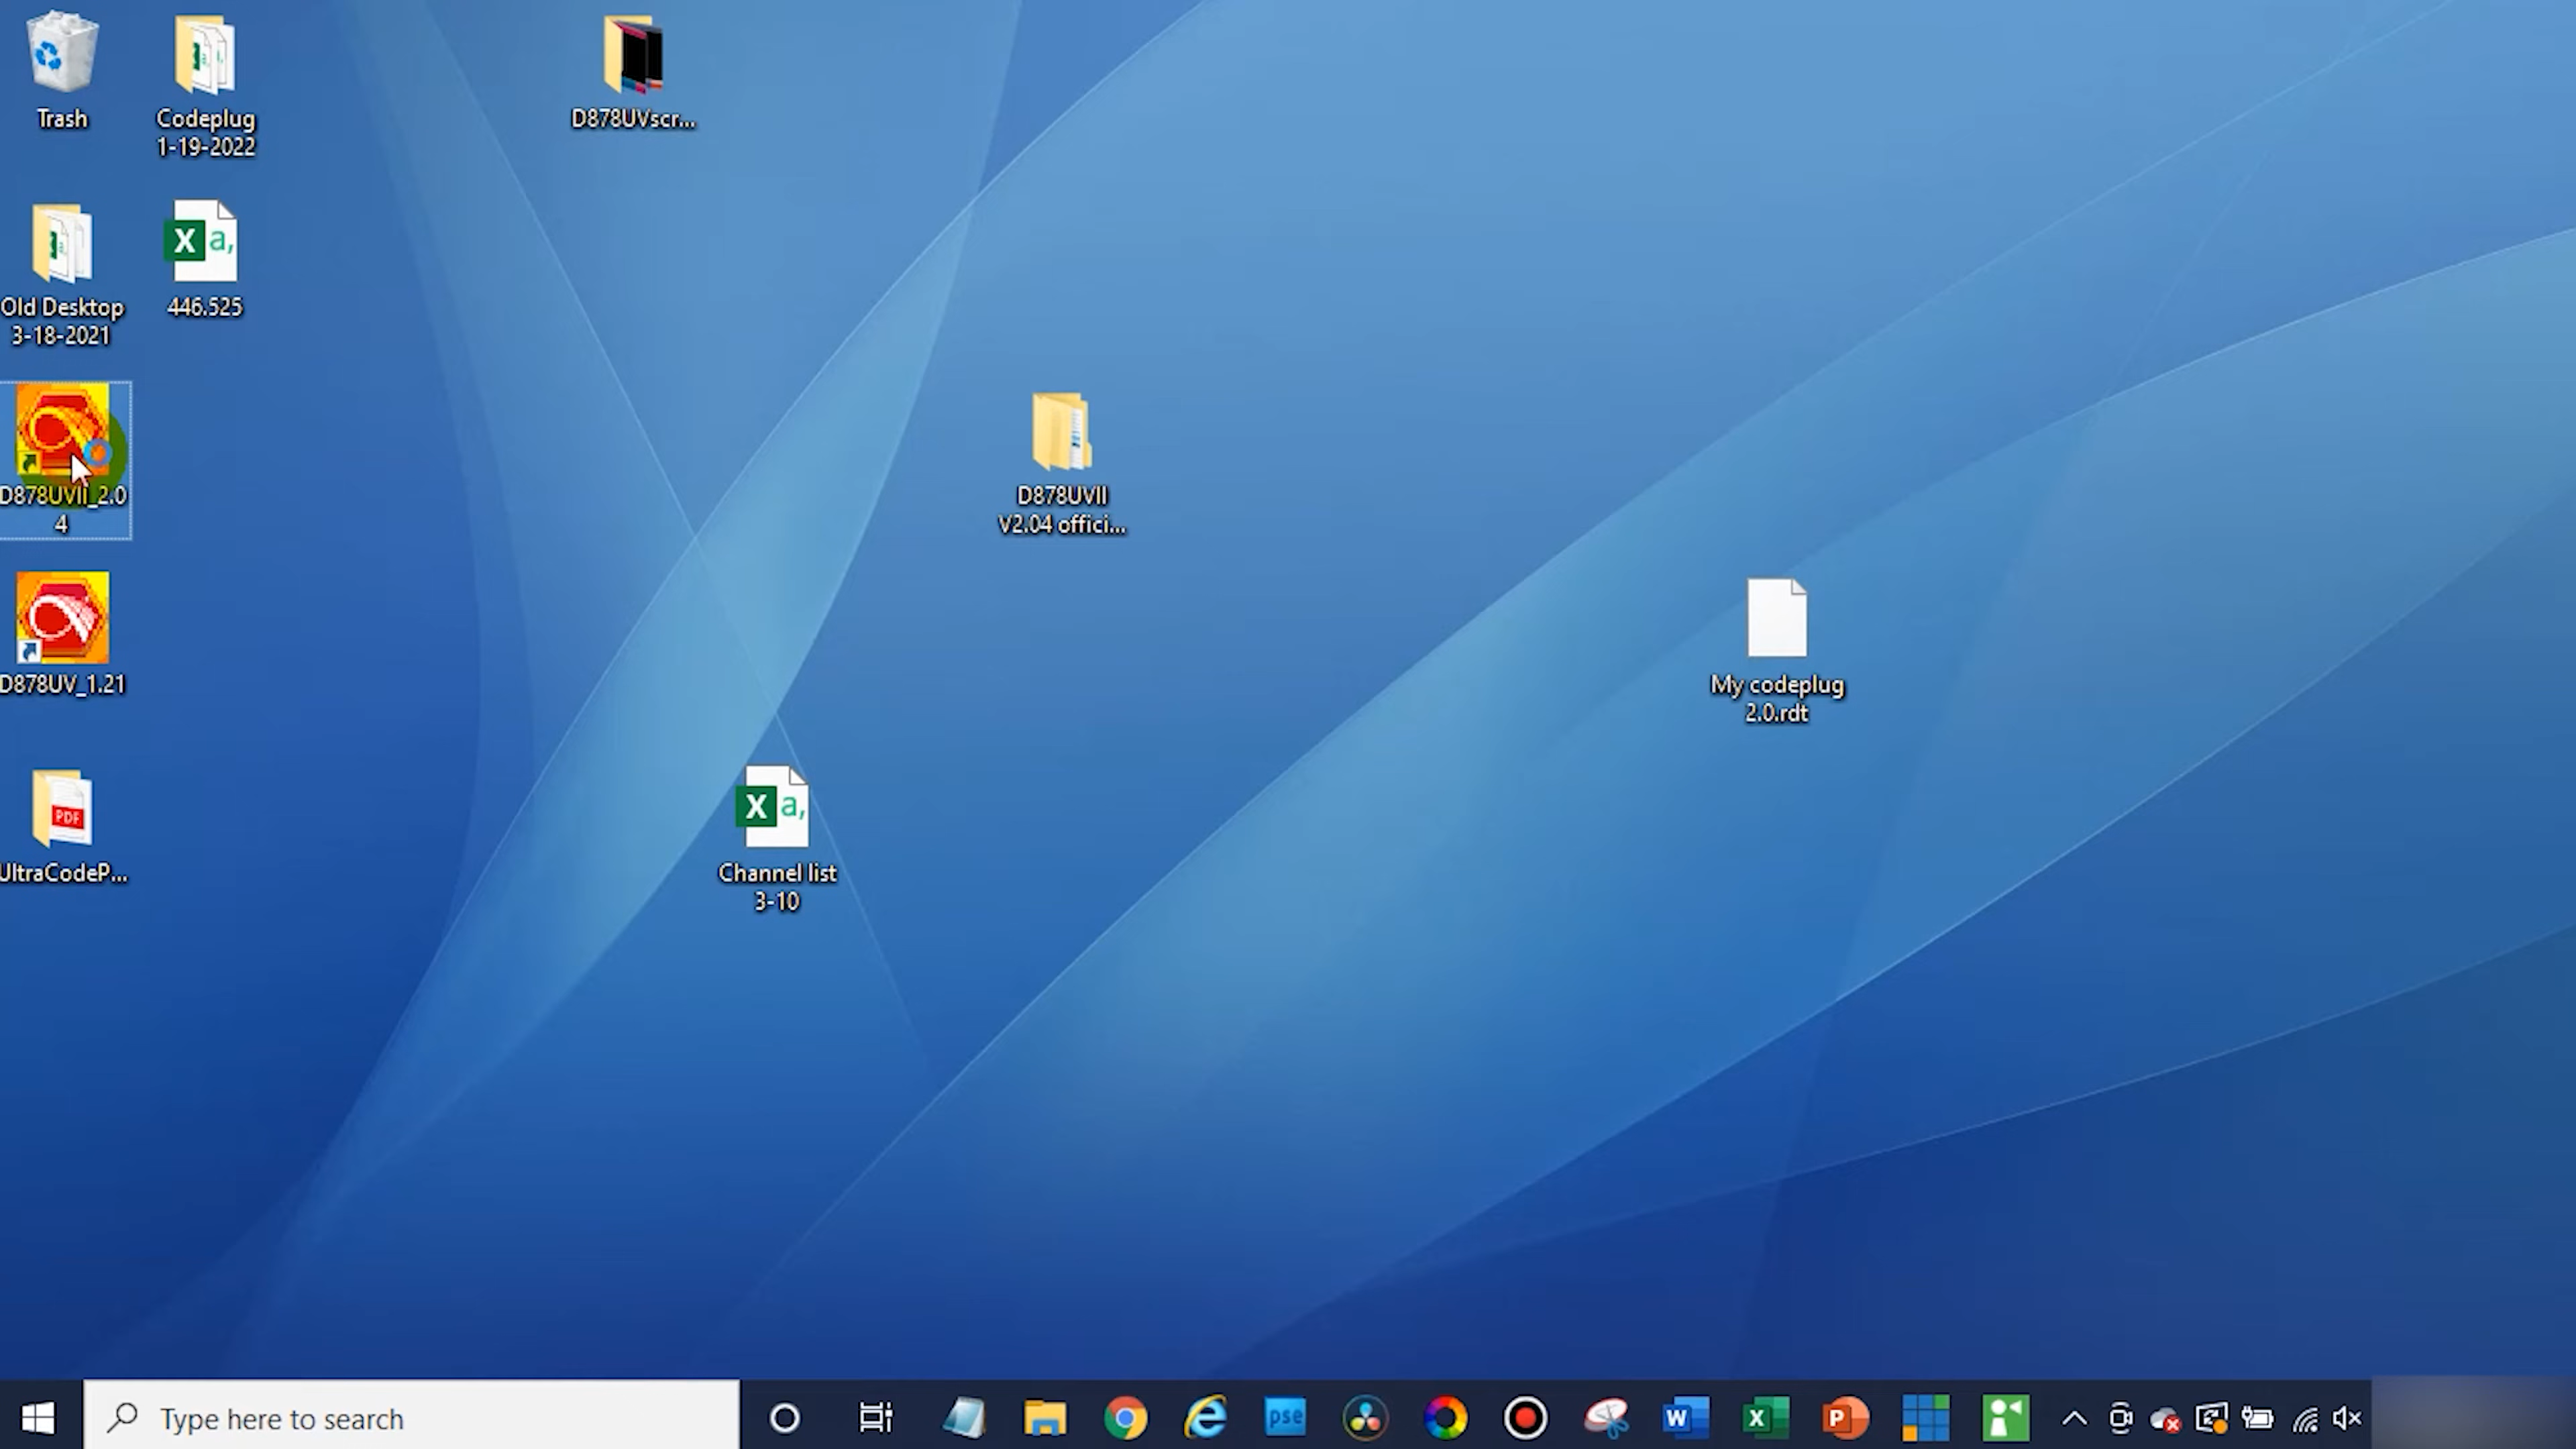 Trash
Codeplug
1-19-2022
D878UVscr...
Old Desktop
3-18-2021
a,
446.525
D878UVII_2.0
4
D878UVII
V2.04 offici...
D878UV_1.21
My codeplug
2.0.rdt
PDF
UltraCodeP...
X a,
Channel list
3-10
Type here to search
pse
W
X
P